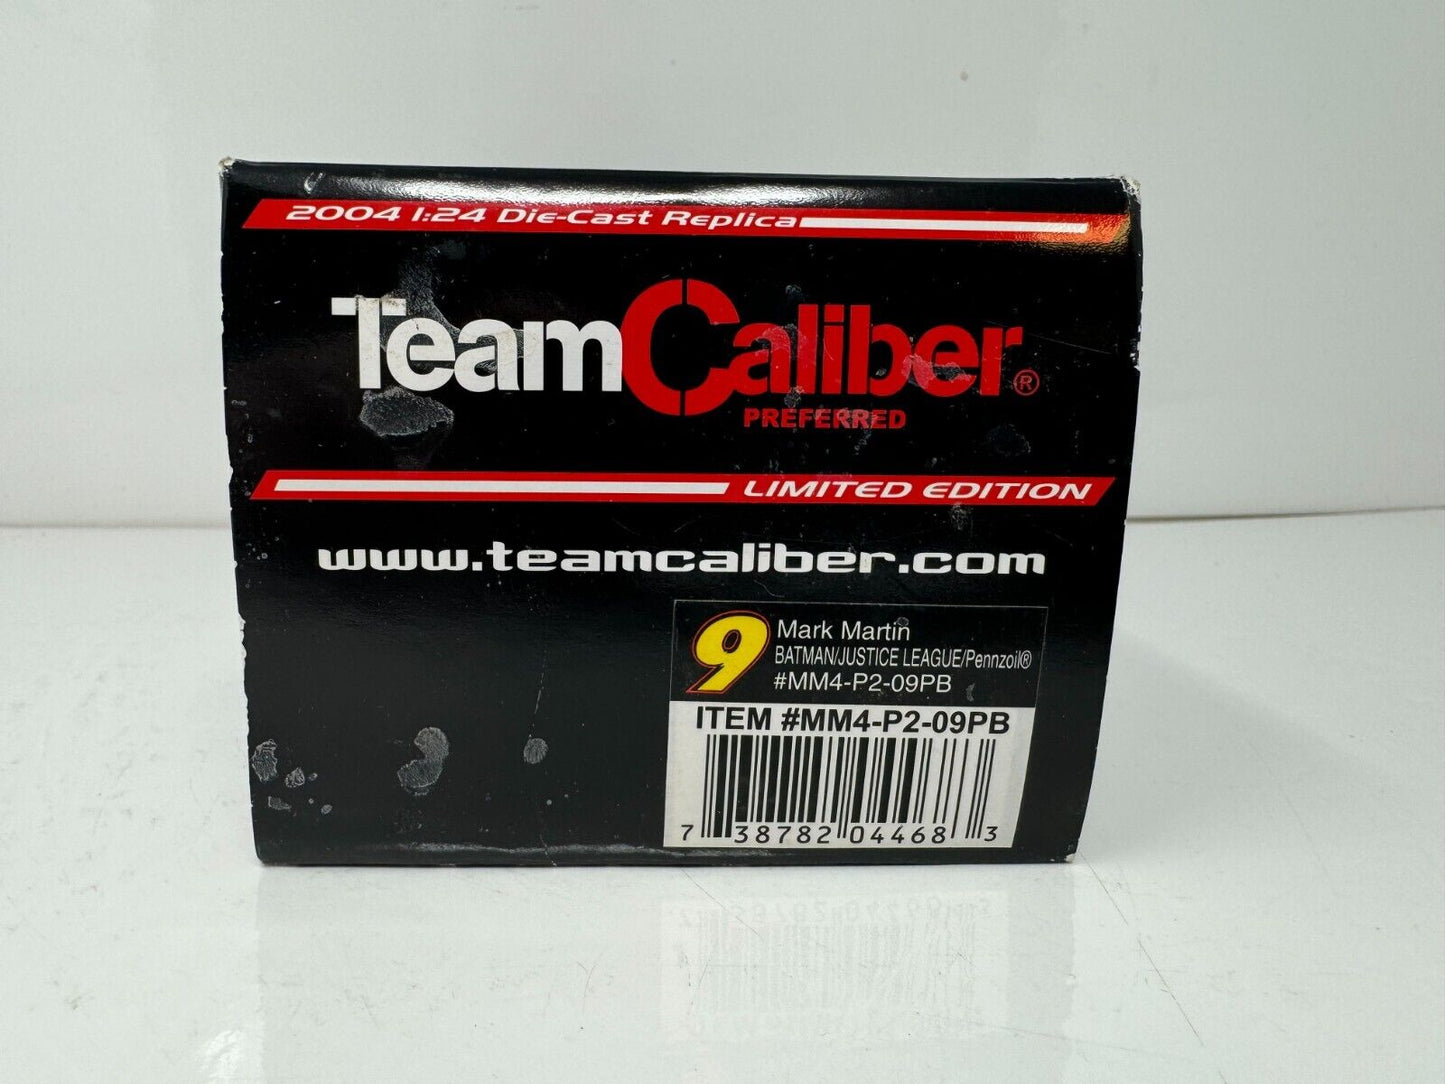 2004 1:24 Die-Cast Replica
TeamCaliber®
PREFERRED
LIMITED EDITION
www.teamcaliber.com
9 Mark Martin
BATMAN/JUSTICE LEAGUE/Pennzoil®
#MM4-P2-09PB
ITEM #MM4-P2-09PB
7 38782 04468 3